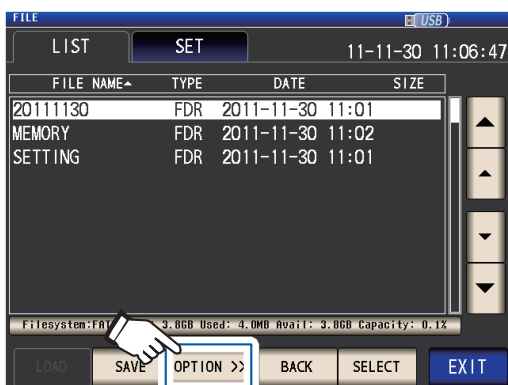 FILE USB
LIST SET 11-11-30 11:06:47
FILE NAME▲ TYPE DATE SIZE
20111130 FDR 2011-11-30 11:01
MEMORY FDR 2011-11-30 11:02
SETTING FDR 2011-11-30 11:01
Filesystem:FAT 3.8GB Used: 4.0MB Avail: 3.8GB Capacity: 0.1%
LOAD SAVE OPTION >> BACK SELECT EXIT